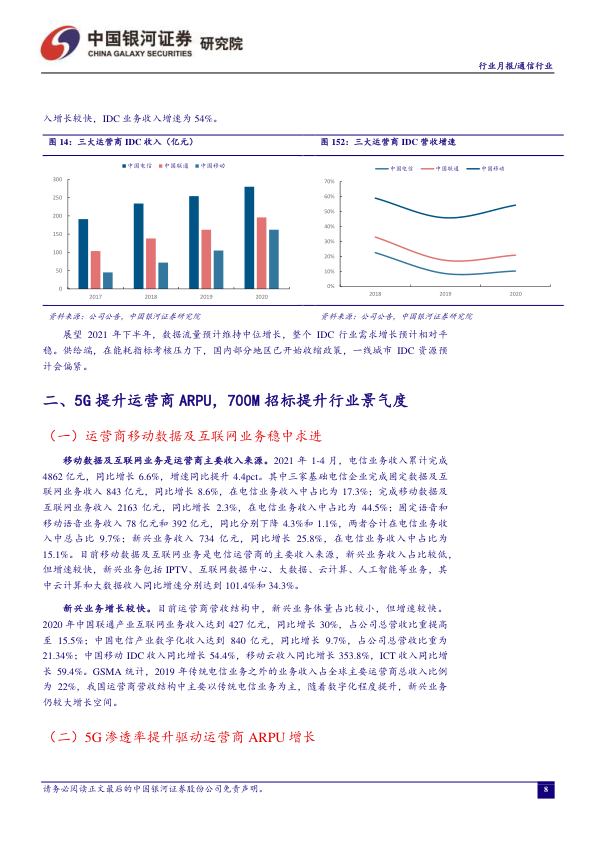 中国银河证券 研究院
CHINA GALAXY SECURITIES
行业月报/通信行业
入增长较快，IDC 业务收入增速为 54%。
图 14：三大运营商 IDC 收入（亿元）
中国电信 中国联通 中国移动
300
250
200
150
100
50
0
2017 2018 2019 2020
资料来源：公司公告，中国银河证券研究院
图 152：三大运营商 IDC 营收增速
中国电信 中国联通 中国移动
70%
60%
50%
40%
30%
20%
10%
0%
2018 2019 2020
资料来源：公司公告，中国银河证券研究院
展望 2021 年下半年，数据流量预计维持中位增长，整个 IDC 行业需求增长预计相对平
稳。供给端，在能耗指标考核压力下，国内部分地区已开始收缩政策，一线城市 IDC 资源预
计会偏紧。
二、5G 提升运营商 ARPU，700M 招标提升行业景气度
（一）运营商移动数据及互联网业务稳中求进
移动数据及互联网业务是运营商主要收入来源。2021 年 1-4 月，电信业务收入累计完成
4862 亿元，同比增长 6.6%，增速同比提升 4.4pct。其中三家基础电信企业完成固定数据及互
联网业务收入 843 亿元，同比增长 8.6%，在电信业务收入中占比为 17.3%；完成移动数据及
互联网业务收入 2163 亿元，同比增长 2.3%，在电信业务收入中占比为 44.5%；固定语音和
移动语音业务收入 78 亿元和 392 亿元，同比分别下降 4.3%和 1.1%，两者合计在电信业务收
入中总占比 9.7%；新兴业务收入 734 亿元，同比增长 25.8%，在电信业务收入中占比为
15.1%。目前移动数据及互联网业务是电信运营商的主要收入来源，新兴业务收入占比较低，
但增速较快，新兴业务包括 IPTV、互联网数据中心、大数据、云计算、人工智能等业务，其
中云计算和大数据收入同比增速分别达到 101.4%和 34.3%。
新兴业务增长较快。目前运营商营收结构中，新兴业务体量占比较小，但增速较快。
2020 年中国联通产业互联网业务收入达到 427 亿元，同比增长 30%，占公司总营收比重提高
至 15.5%；中国电信产业数字化收入达到 840 亿元，同比增长 9.7%，占公司总营收比重为
21.34%；中国移动 IDC 收入同比增长 54.4%，移动云收入同比增长 353.8%，ICT 收入同比增
长 59.4%。GSMA 统计，2019 年传统电信业务之外的业务收入占全球主要运营商总收入比例
为 22%，我国运营商营收结构中主要以传统电信业务为主，随着数字化程度提升，新兴业务
仍较大增长空间。
（二）5G 渗透率提升驱动运营商 ARPU 增长
请务必阅读正文最后的中国银河证券股份公司免责声明。
8